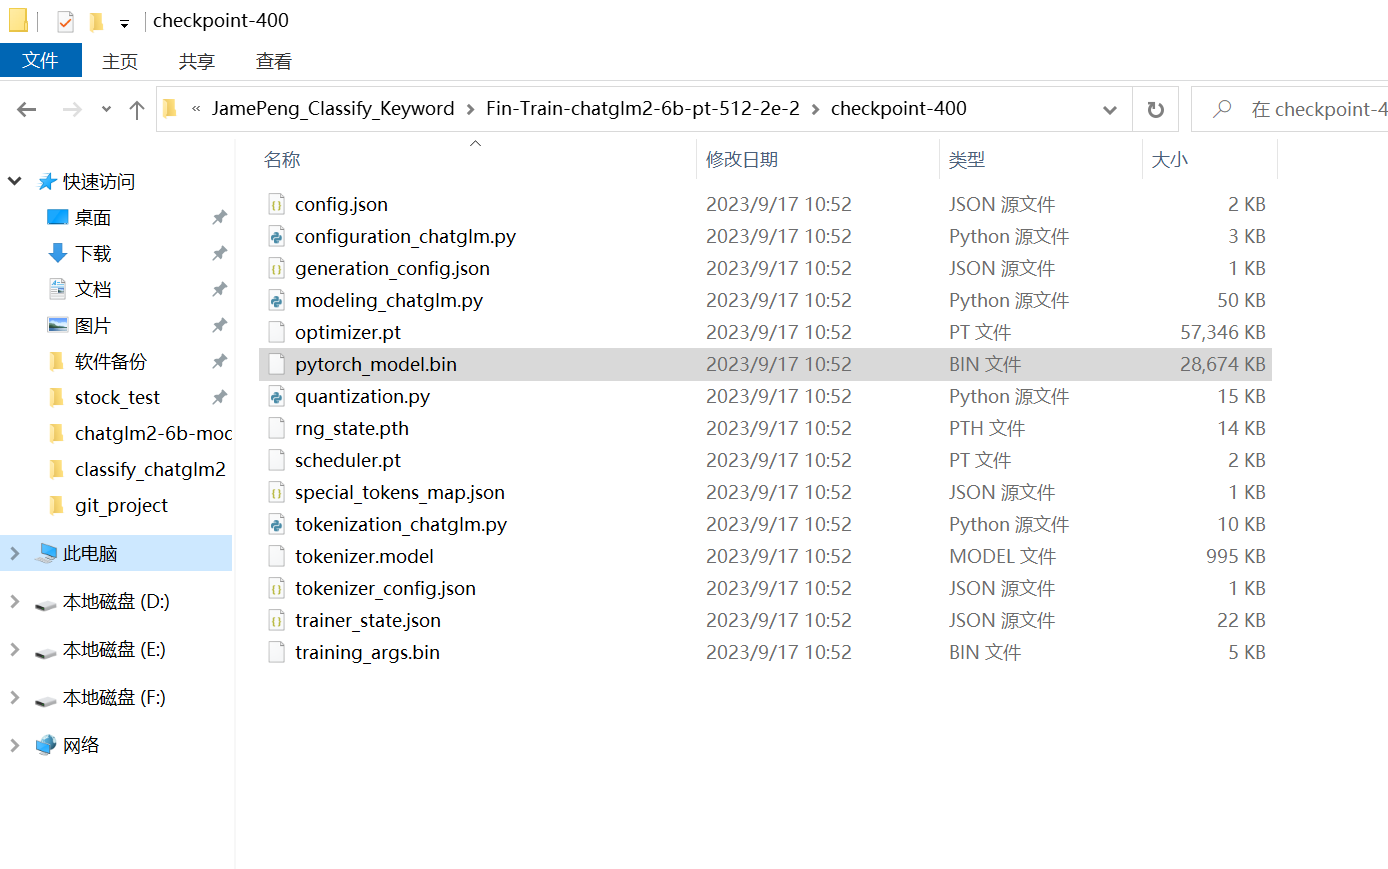 checkpoint-400
文件 主页 共享 查看
« JamePeng_Classify_Keyword › Fin-Train-chatglm2-6b-pt-512-2e-2 › checkpoint-400 在 checkpoint-4
名称 修改日期 类型 大小
快速访问
桌面
下载
文档
图片
软件备份
stock_test
chatglm2-6b-mod
classify_chatglm2
git_project
此电脑
本地磁盘 (D:)
本地磁盘 (E:)
本地磁盘 (F:)
网络
config.json 2023/9/17 10:52 JSON 源文件 2 KB
configuration_chatglm.py 2023/9/17 10:52 Python 源文件 3 KB
generation_config.json 2023/9/17 10:52 JSON 源文件 1 KB
modeling_chatglm.py 2023/9/17 10:52 Python 源文件 50 KB
optimizer.pt 2023/9/17 10:52 PT 文件 57,346 KB
pytorch_model.bin 2023/9/17 10:52 BIN 文件 28,674 KB
quantization.py 2023/9/17 10:52 Python 源文件 15 KB
rng_state.pth 2023/9/17 10:52 PTH 文件 14 KB
scheduler.pt 2023/9/17 10:52 PT 文件 2 KB
special_tokens_map.json 2023/9/17 10:52 JSON 源文件 1 KB
tokenization_chatglm.py 2023/9/17 10:52 Python 源文件 10 KB
tokenizer.model 2023/9/17 10:52 MODEL 文件 995 KB
tokenizer_config.json 2023/9/17 10:52 JSON 源文件 1 KB
trainer_state.json 2023/9/17 10:52 JSON 源文件 22 KB
training_args.bin 2023/9/17 10:52 BIN 文件 5 KB